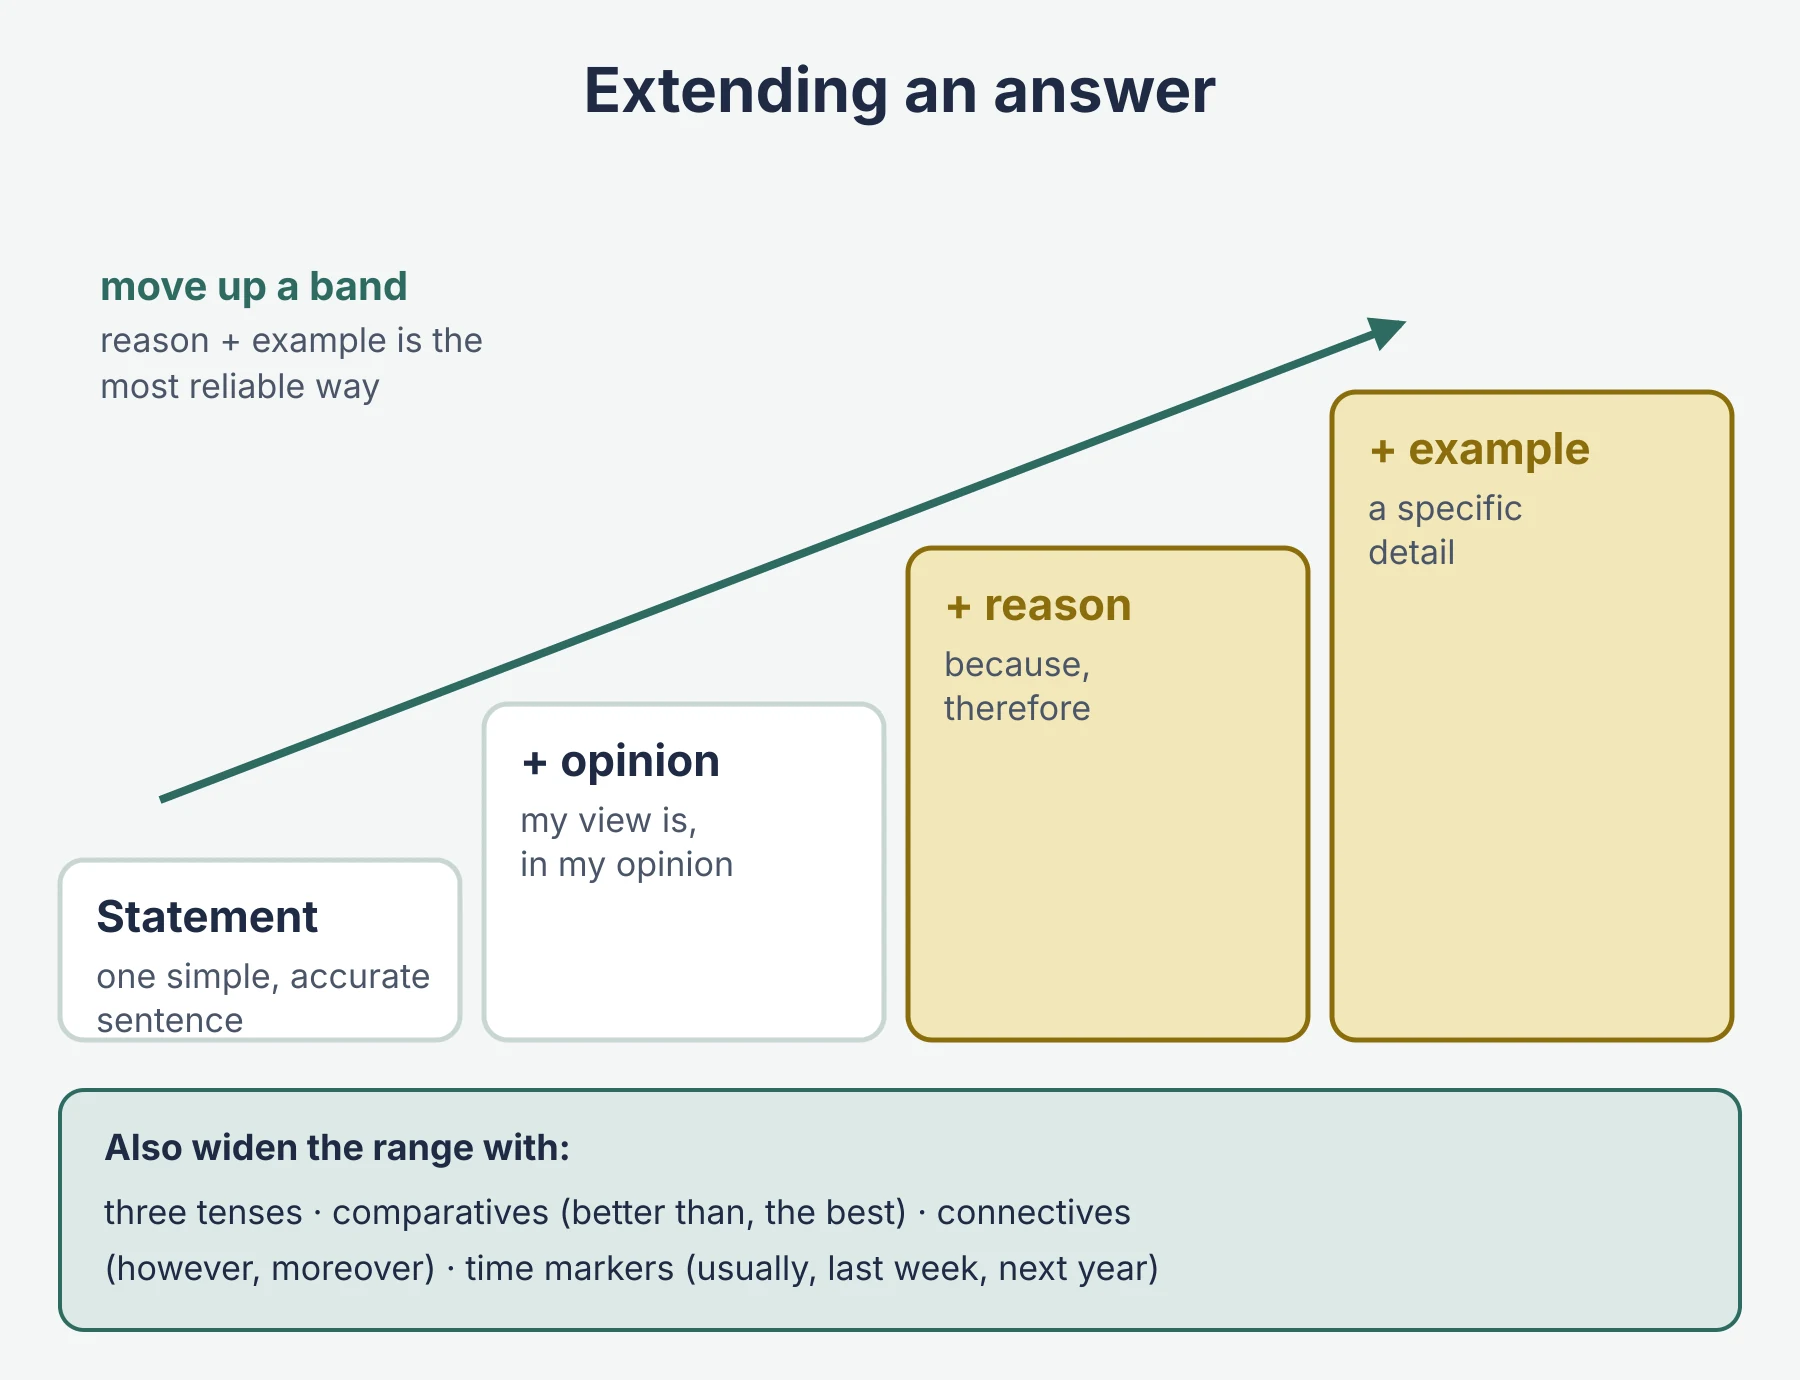 Extending an answer
move up a band
reason + example is the
most reliable way
+ example
a specific
detail
+ reason
because,
therefore
+ opinion
my view is,
in my opinion
Statement
one simple, accurate
sentence
Also widen the range with:
three tenses · comparatives (better than, the best) · connectives
(however, moreover) · time markers (usually, last week, next year)